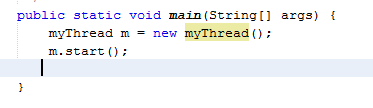 public static void main(String[] args) {
myThread m = new myThread();
m.start();
}